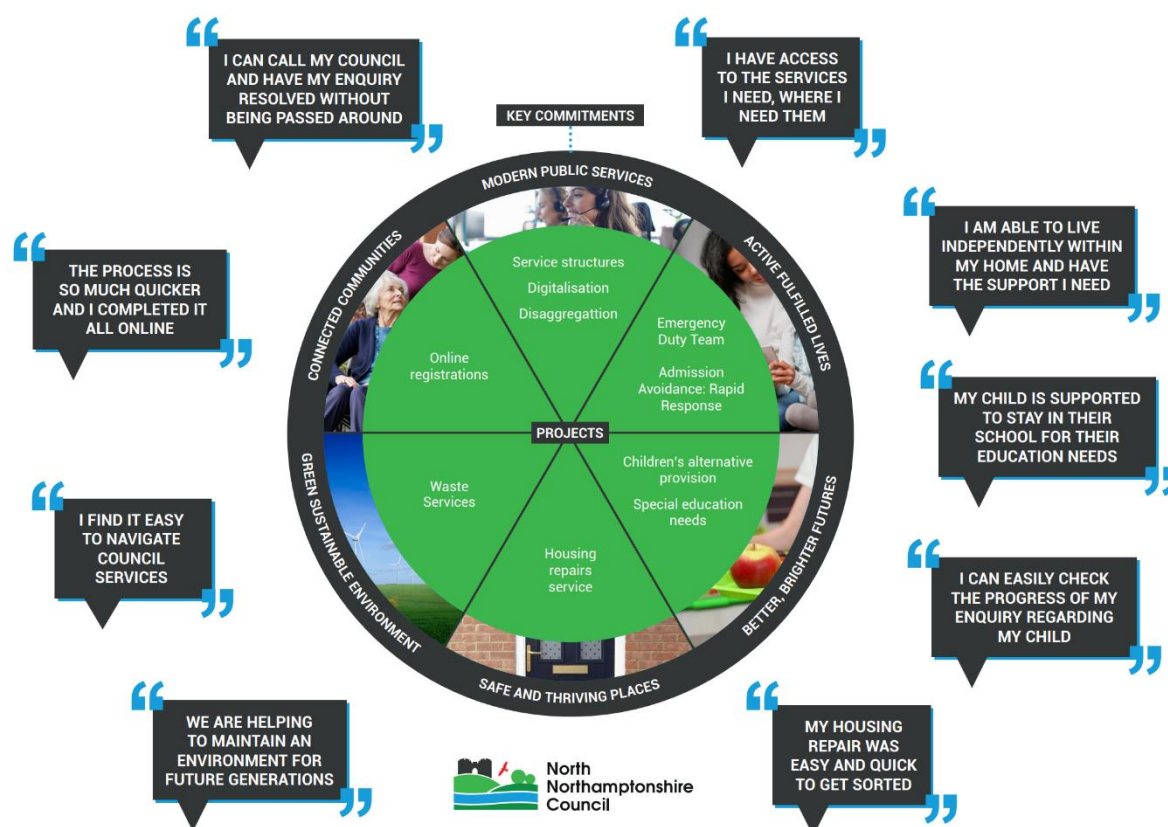 I CAN CALL MY COUNCIL
AND HAVE MY ENQUIRY
RESOLVED WITHOUT
BEING PASSED AROUND
I HAVE ACCESS
TO THE SERVICES
I NEED, WHERE I
NEED THEM
KEY COMMITMENTS
MODERN PUBLIC SERVICES
CONNECTED COMMUNITIES
ACTIVE FULFILLED LIVES
THE PROCESS IS
SO MUCH QUICKER
AND I COMPLETED IT
ALL ONLINE
I AM ABLE TO LIVE
INDEPENDENTLY WITHIN
MY HOME AND HAVE
THE SUPPORT I NEED
Service structures
Digitalisation
Disaggregattion
Online
registrations
Emergency
Duty Team
Admission
Avoidance: Rapid
Response
PROJECTS
MY CHILD IS SUPPORTED
TO STAY IN THEIR
SCHOOL FOR THEIR
EDUCATION NEEDS
Waste
Services
Children's alternative
provision
Special education
needs
Housing
repairs
service
GREEN SUSTAINABLE ENVIRONMENT
BETTER, BRIGHTER FUTURES
SAFE AND THRIVING PLACES
I FIND IT EASY
TO NAVIGATE
COUNCIL
SERVICES
I CAN EASILY CHECK
THE PROGRESS OF MY
ENQUIRY REGARDING
MY CHILD
WE ARE HELPING
TO MAINTAIN AN
ENVIRONMENT FOR
FUTURE GENERATIONS
MY HOUSING
REPAIR WAS
EASY AND QUICK
TO GET SORTED
North
Northamptonshire
Council